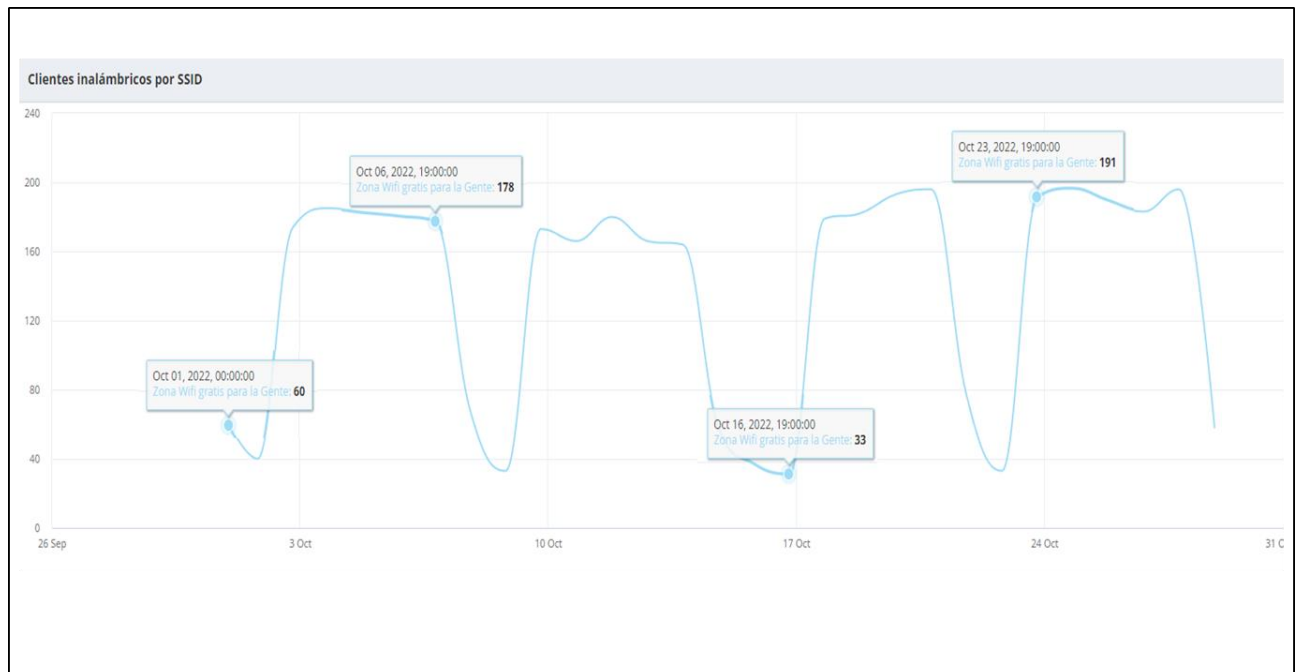 Clientes inalámbricos por SSID
240
200
160
120
80
40
0
Oct 06, 2022, 19:00:00
Zona Wifi gratis para la Gente: 178
Oct 23, 2022, 19:00:00
Zona Wifi gratis para la Gente: 191
Oct 01, 2022, 00:00:00
Zona Wifi gratis para la Gente: 60
Oct 16, 2022, 19:00:00
Zona Wifi gratis para la Gente: 33
26 Sep 3 Oct 10 Oct 17 Oct 24 Oct 31 O